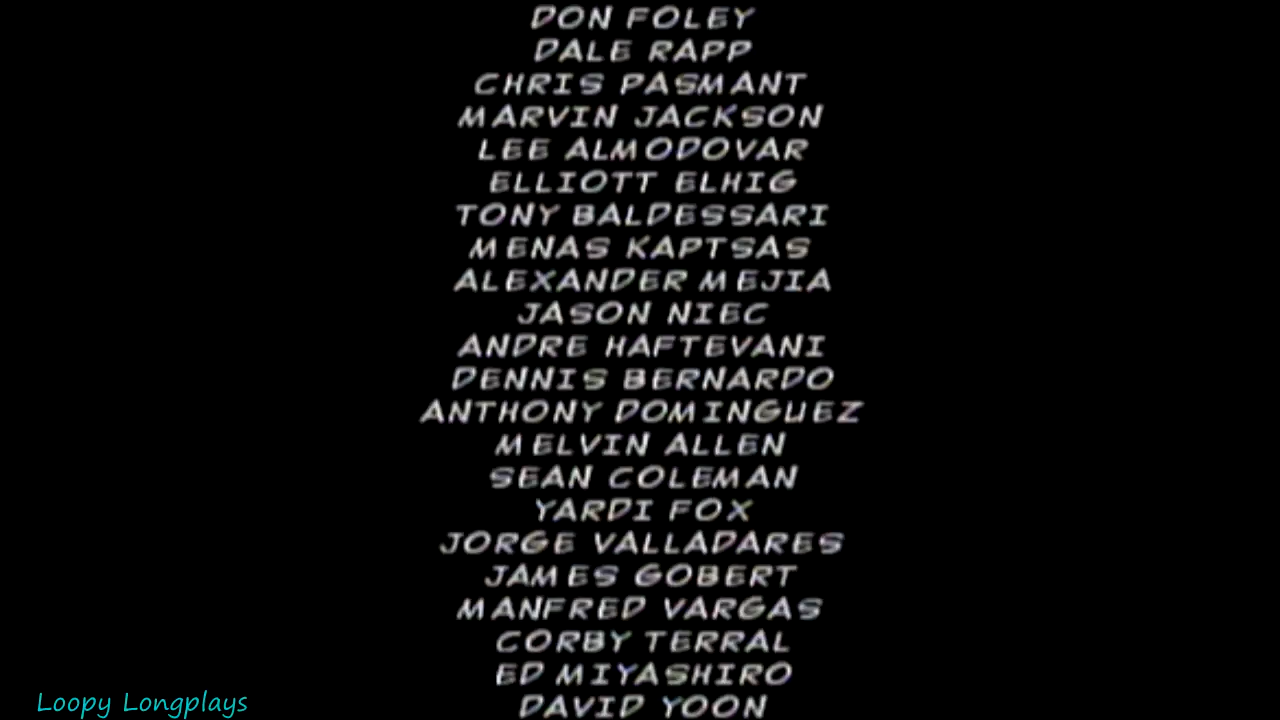 DON FOLEY
DALE RAPP
CHRIS PASMANT
MARVIN JACKSON
LEE ALMODOVAR
ELLIOTT ELHIG
TONY BALDESSARI
MENAS KAPTSAS
ALEXANDER MEJIA
JASON NIEC
ANDRE HAFTEVANI
DENNIS BERNARDO
ANTHONY DOMINGUEZ
MELVIN ALLEN
SEAN COLEMAN
YARDI FOX
JORGE VALLADARES
JAMES GOBERT
MANFRED VARGAS
CORBY TERRAL
ED MIYASHIRO
DAVID YOON
Loopy Longplays